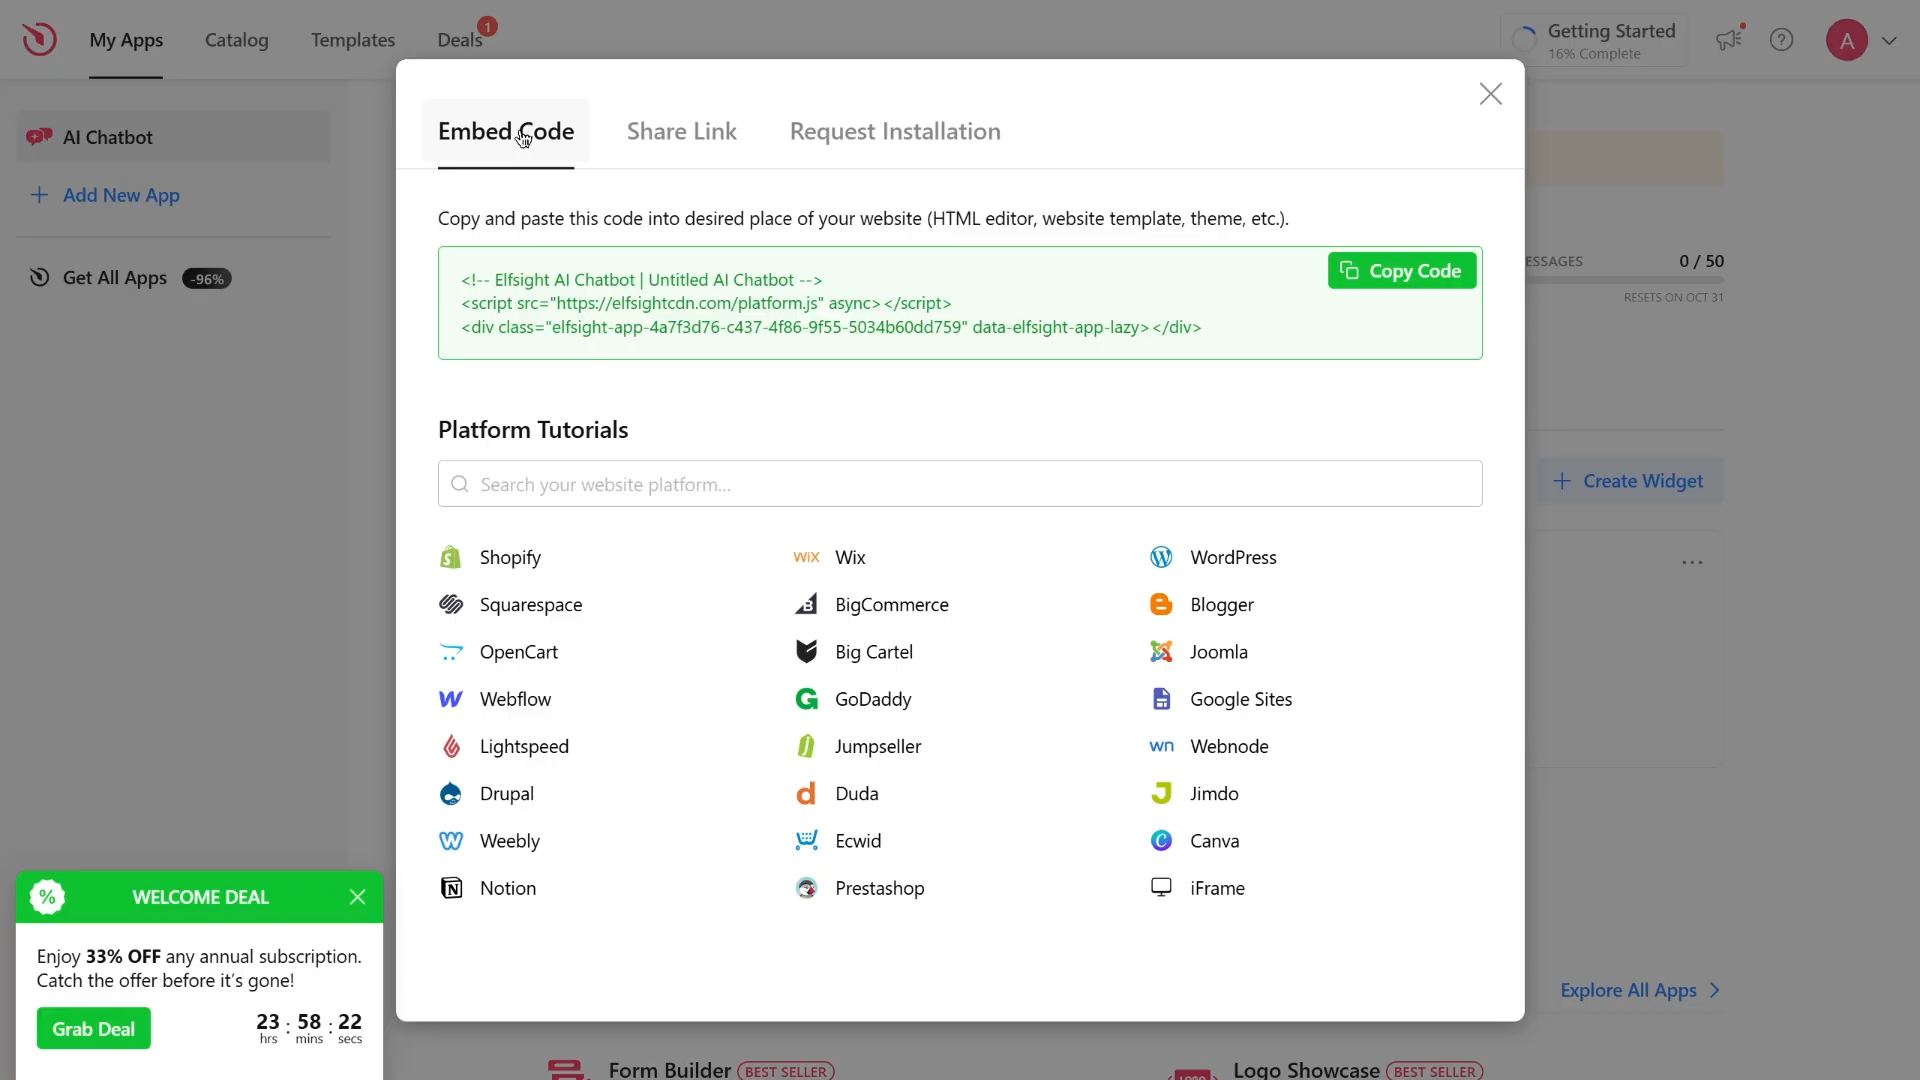 My Apps
Catalog
Templates
Deals
1
Getting Started
16% Complete
A
AI Chatbot
Add New App
Get All Apps
-96%
Embed Code
Share Link
Request Installation
Copy and paste this code into desired place of your website (HTML editor, website template, theme, etc.).
<!-- Elfsight AI Chatbot | Untitled AI Chatbot -->
<script src="https://elfsightcdn.com/platform.js" async></script>
<div class="elfsight-app-4a7f3d76-c437-4f86-9f55-5034b60dd759" data-elfsight-app-lazy></div>
Copy Code
ESSAGES
0 / 50
RESETS ON OCT 31
Platform Tutorials
Search your website platform...
Create Widget
Shopify
Wix
WordPress
Squarespace
BigCommerce
Blogger
OpenCart
Big Cartel
Joomla
Webflow
GoDaddy
Google Sites
Lightspeed
Jumpseller
Webnode
Drupal
Duda
Jimdo
Weebly
Ecwid
Canva
Notion
Prestashop
iFrame
WELCOME DEAL
Enjoy 33% OFF any annual subscription.
Catch the offer before it's gone!
Grab Deal
23 : 58 : 22
hrs mins secs
Explore All Apps
Form Builder
BEST SELLER
Logo Showcase
BEST SELLER